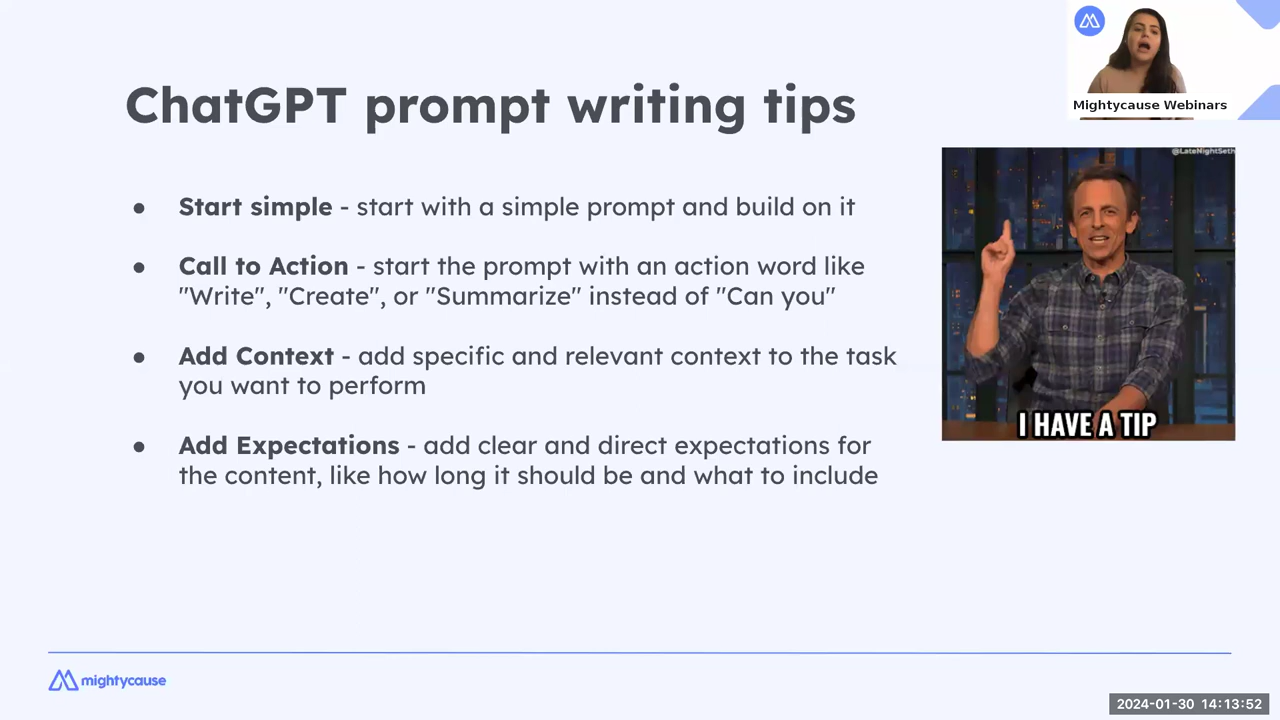 Mightycause Webinars
ChatGPT prompt writing tips
@LateNightSeth
● Start simple - start with a simple prompt and build on it
● Call to Action - start the prompt with an action word like
"Write", "Create", or "Summarize" instead of "Can you"
● Add Context - add specific and relevant context to the task
you want to perform
● Add Expectations - add clear and direct expectations for
the content, like how long it should be and what to include
I HAVE A TIP
mightycause
2024-01-30 14:13:52